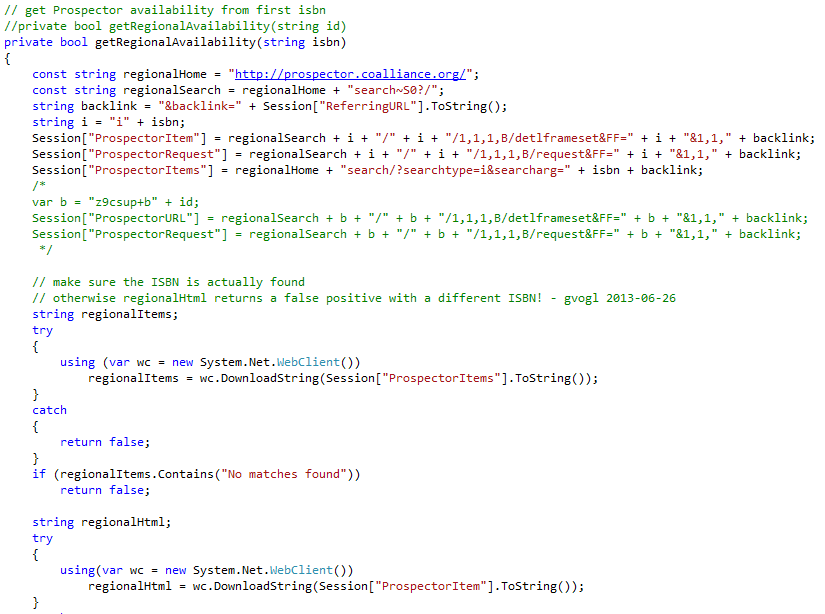 // get Prospector availability from first isbn
//private bool getRegionalAvailability(string id)
private bool getRegionalAvailability(string isbn)
{
    const string regionalHome = "http://prospector.coalliance.org/";
    const string regionalSearch = regionalHome + "search~S0?/";
    string backlink = "&backlink=" + Session["ReferringURL"].ToString();
    string i = "i" + isbn;
    Session["ProspectorItem"] = regionalSearch + i + "/" + i + "/1,1,1,B/detlframeset&FF=" + i + "&1,1," + backlink;
    Session["ProspectorRequest"] = regionalSearch + i + "/" + i + "/1,1,1,B/request&FF=" + i + "&1,1," + backlink;
    Session["ProspectorItems"] = regionalHome + "search/?searchtype=i&searcharg=" + isbn + backlink;
    /*
    var b = "z9csup+b" + id;
    Session["ProspectorURL"] = regionalSearch + b + "/" + b + "/1,1,1,B/detlframeset&FF=" + b + "&1,1," + backlink;
    Session["ProspectorRequest"] = regionalSearch + b + "/" + b + "/1,1,1,B/request&FF=" + b + "&1,1," + backlink;
     */

    // make sure the ISBN is actually found
    // otherwise regionalHtml returns a false positive with a different ISBN! - gvogl 2013-06-26
    string regionalItems;
    try
    {
        using (var wc = new System.Net.WebClient())
            regionalItems = wc.DownloadString(Session["ProspectorItems"].ToString());
    }
    catch
    {
        return false;
    }
    if (regionalItems.Contains("No matches found"))
        return false;

    string regionalHtml;
    try
    {
        using(var wc = new System.Net.WebClient())
            regionalHtml = wc.DownloadString(Session["ProspectorItem"].ToString());
    }